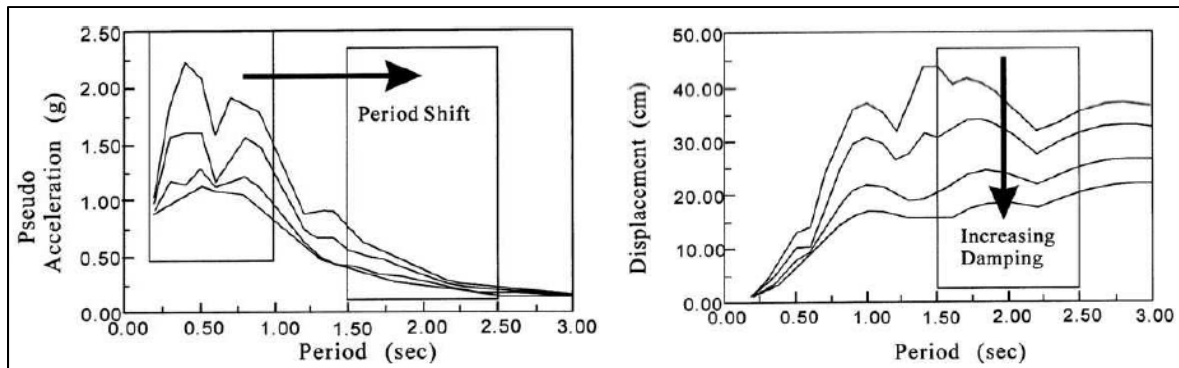 2.50
2.00
1.50
1.00
0.50
0.00
Pseudo
Acceleration (g)
Period Shift
0.00 0.50 1.00 1.50 2.00 2.50 3.00
Period (sec)
50.00
40.00
30.00
20.00
10.00
0.00
Displacement (cm)
Increasing
Damping
0.00 0.50 1.00 1.50 2.00 2.50 3.00
Period (sec)